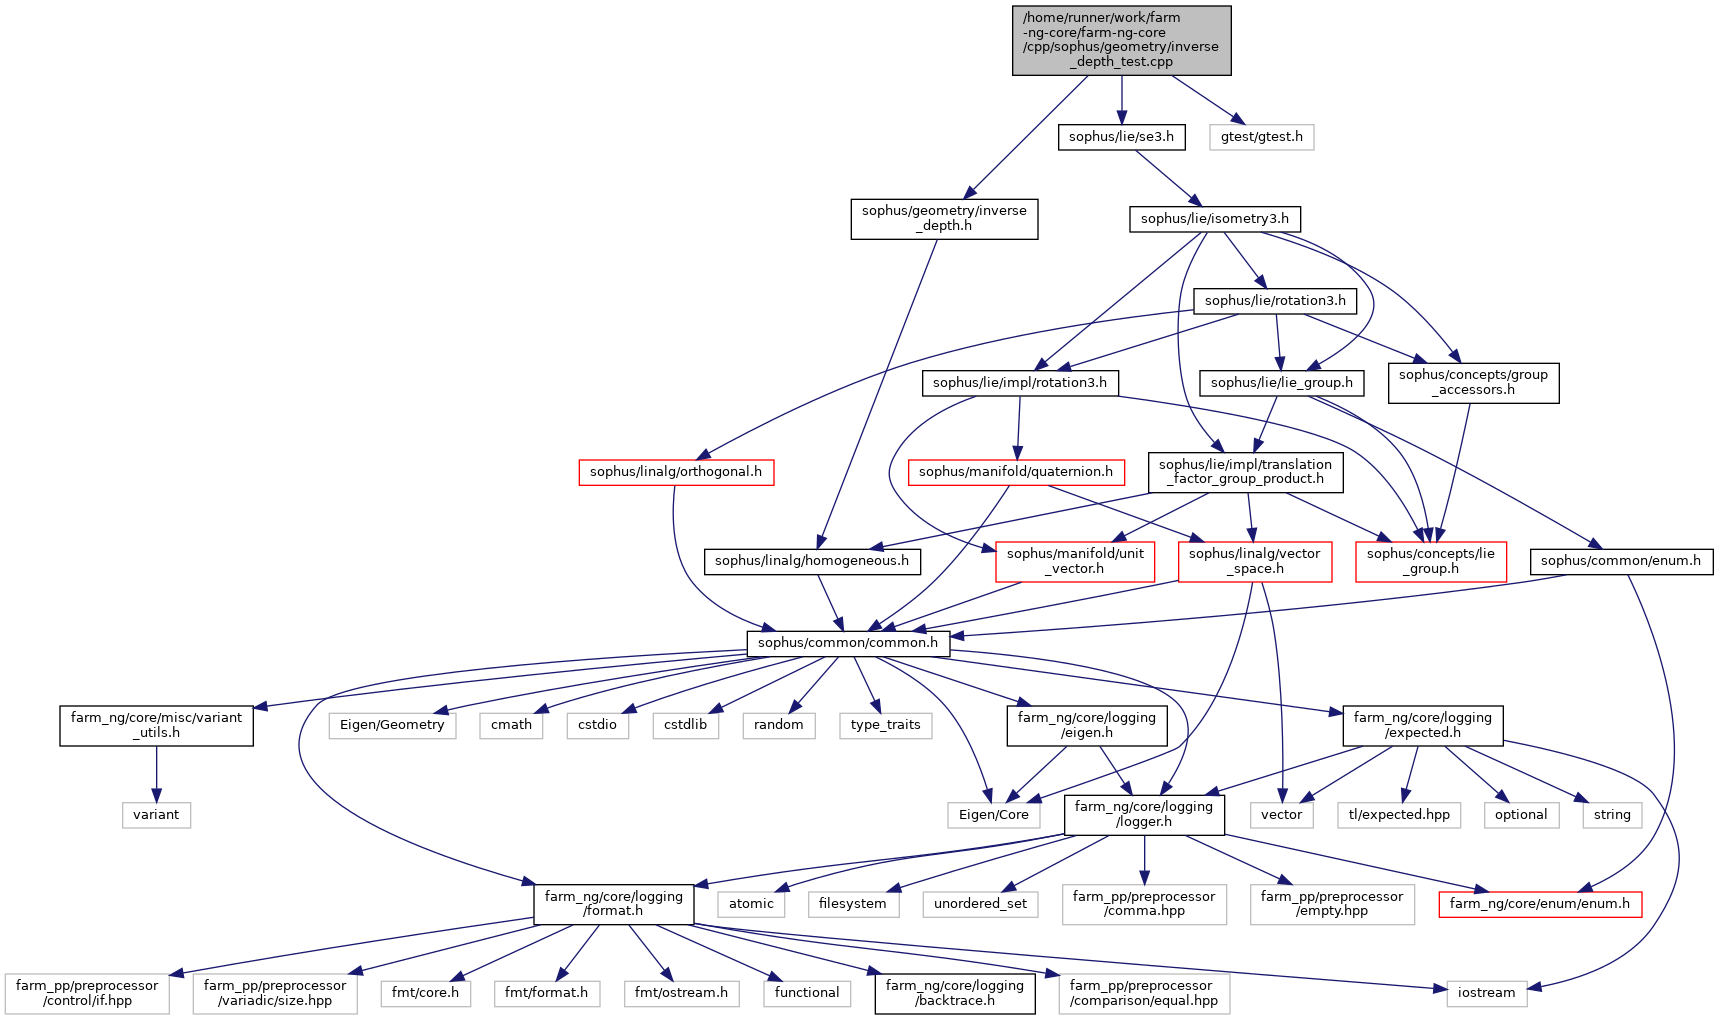 /home/runner/work/farm
-ng-core/farm-ng-core
/cpp/sophus/geometry/inverse
_depth_test.cpp
sophus/lie/se3.h
gtest/gtest.h
sophus/geometry/inverse
_depth.h
sophus/lie/isometry3.h
sophus/lie/rotation3.h
sophus/lie/impl/rotation3.h
sophus/lie/lie_group.h
sophus/concepts/group
_accessors.h
sophus/linalg/orthogonal.h
sophus/manifold/quaternion.h
sophus/lie/impl/translation
_factor_group_product.h
sophus/linalg/homogeneous.h
sophus/manifold/unit
_vector.h
sophus/linalg/vector
_space.h
sophus/concepts/lie
_group.h
sophus/common/enum.h
sophus/common/common.h
farm_ng/core/misc/variant
_utils.h
Eigen/Geometry
cmath
cstdio
cstdlib
random
type_traits
farm_ng/core/logging
/eigen.h
farm_ng/core/logging
/expected.h
variant
Eigen/Core
farm_ng/core/logging
/logger.h
vector
tl/expected.hpp
optional
string
farm_ng/core/logging
/format.h
atomic
filesystem
unordered_set
farm_pp/preprocessor
/comma.hpp
farm_pp/preprocessor
/empty.hpp
farm_ng/core/enum/enum.h
farm_pp/preprocessor
/control/if.hpp
farm_pp/preprocessor
/variadic/size.hpp
fmt/core.h
fmt/format.h
fmt/ostream.h
functional
farm_ng/core/logging
/backtrace.h
farm_pp/preprocessor
/comparison/equal.hpp
iostream